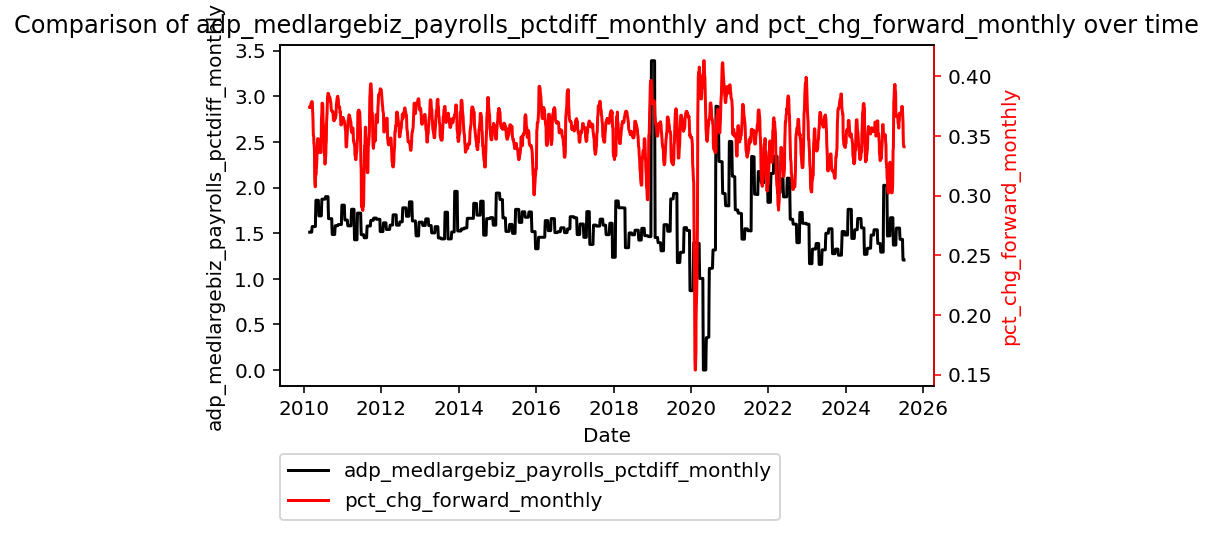 Comparison of adp_medlargebiz_payrolls_pctdiff_monthly and pct_chg_forward_monthly over time
adp_medlargebiz_payrolls_pctdiff_monthly
3.5
3.0
2.5
2.0
1.5
1.0
0.5
0.0
0.40
0.35
0.30
0.25
0.20
0.15
pct_chg_forward_monthly
2010 2012 2014 2016 2018 2020 2022 2024 2026
Date
adp_medlargebiz_payrolls_pctdiff_monthly
pct_chg_forward_monthly